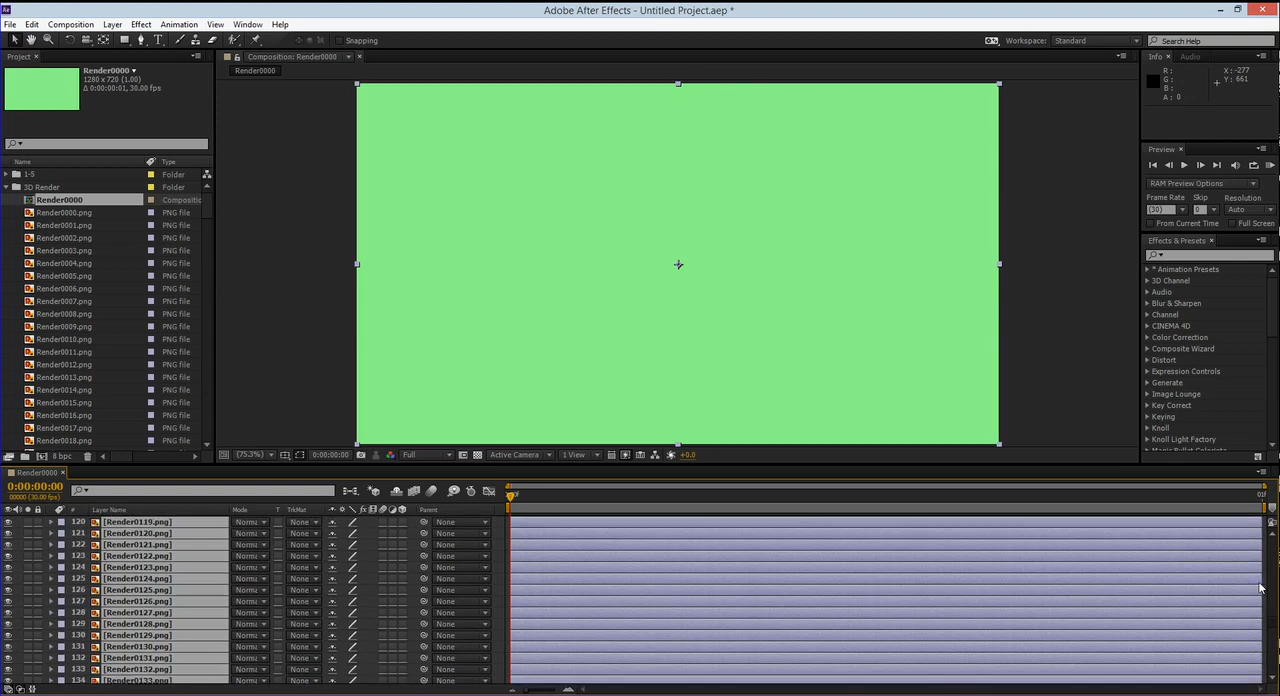 Adobe After Effects - Untitled Project.aep *
File Edit Composition Layer Effect Animation View Window Help
Snapping
Workspace: Standard
Search Help
Project
Composition: Render0000
Info Audio
Render0000
Render0000
1280 x 720 (1.00)
Δ 0:00:00:01, 30.00 fps
R :
G :
B :
A : 0
X : -277
Y : 661
Preview
RAM Preview Options
Frame Rate Skip Resolution
(30) 0 Auto
From Current Time Full Screen
Name Type
1-5 Folder
3D Render Folder
Render0000 Compositio
Render0000.png PNG file
Render0001.png PNG file
Render0002.png PNG file
Render0003.png PNG file
Render0004.png PNG file
Render0005.png PNG file
Render0006.png PNG file
Render0007.png PNG file
Render0008.png PNG file
Render0009.png PNG file
Render0010.png PNG file
Render0011.png PNG file
Render0012.png PNG file
Render0013.png PNG file
Render0014.png PNG file
Render0015.png PNG file
Render0016.png PNG file
Render0017.png PNG file
Render0018.png PNG file
8 bpc
Effects & Presets
* Animation Presets
3D Channel
Audio
Blur & Sharpen
Channel
CINEMA 4D
Color Correction
Composite Wizard
Distort
Expression Controls
Generate
Image Lounge
Key Correct
Keying
Knoll
Knoll Light Factory
(75.3%) 0:00:00:00 Full Active Camera 1 View +0.0
Render0000
0:00:00:00
00000 (30.00 fps)
01f
# Layer Name Mode T TrkMat Parent
120 [Render0119.png] Norma None None
121 [Render0120.png] Norma None None
122 [Render0121.png] Norma None None
123 [Render0122.png] Norma None None
124 [Render0123.png] Norma None None
125 [Render0124.png] Norma None None
126 [Render0125.png] Norma None None
127 [Render0126.png] Norma None None
128 [Render0127.png] Norma None None
129 [Render0128.png] Norma None None
130 [Render0129.png] Norma None None
131 [Render0130.png] Norma None None
132 [Render0131.png] Norma None None
133 [Render0132.png] Norma None None
134 [Render0133.png] Norma None None